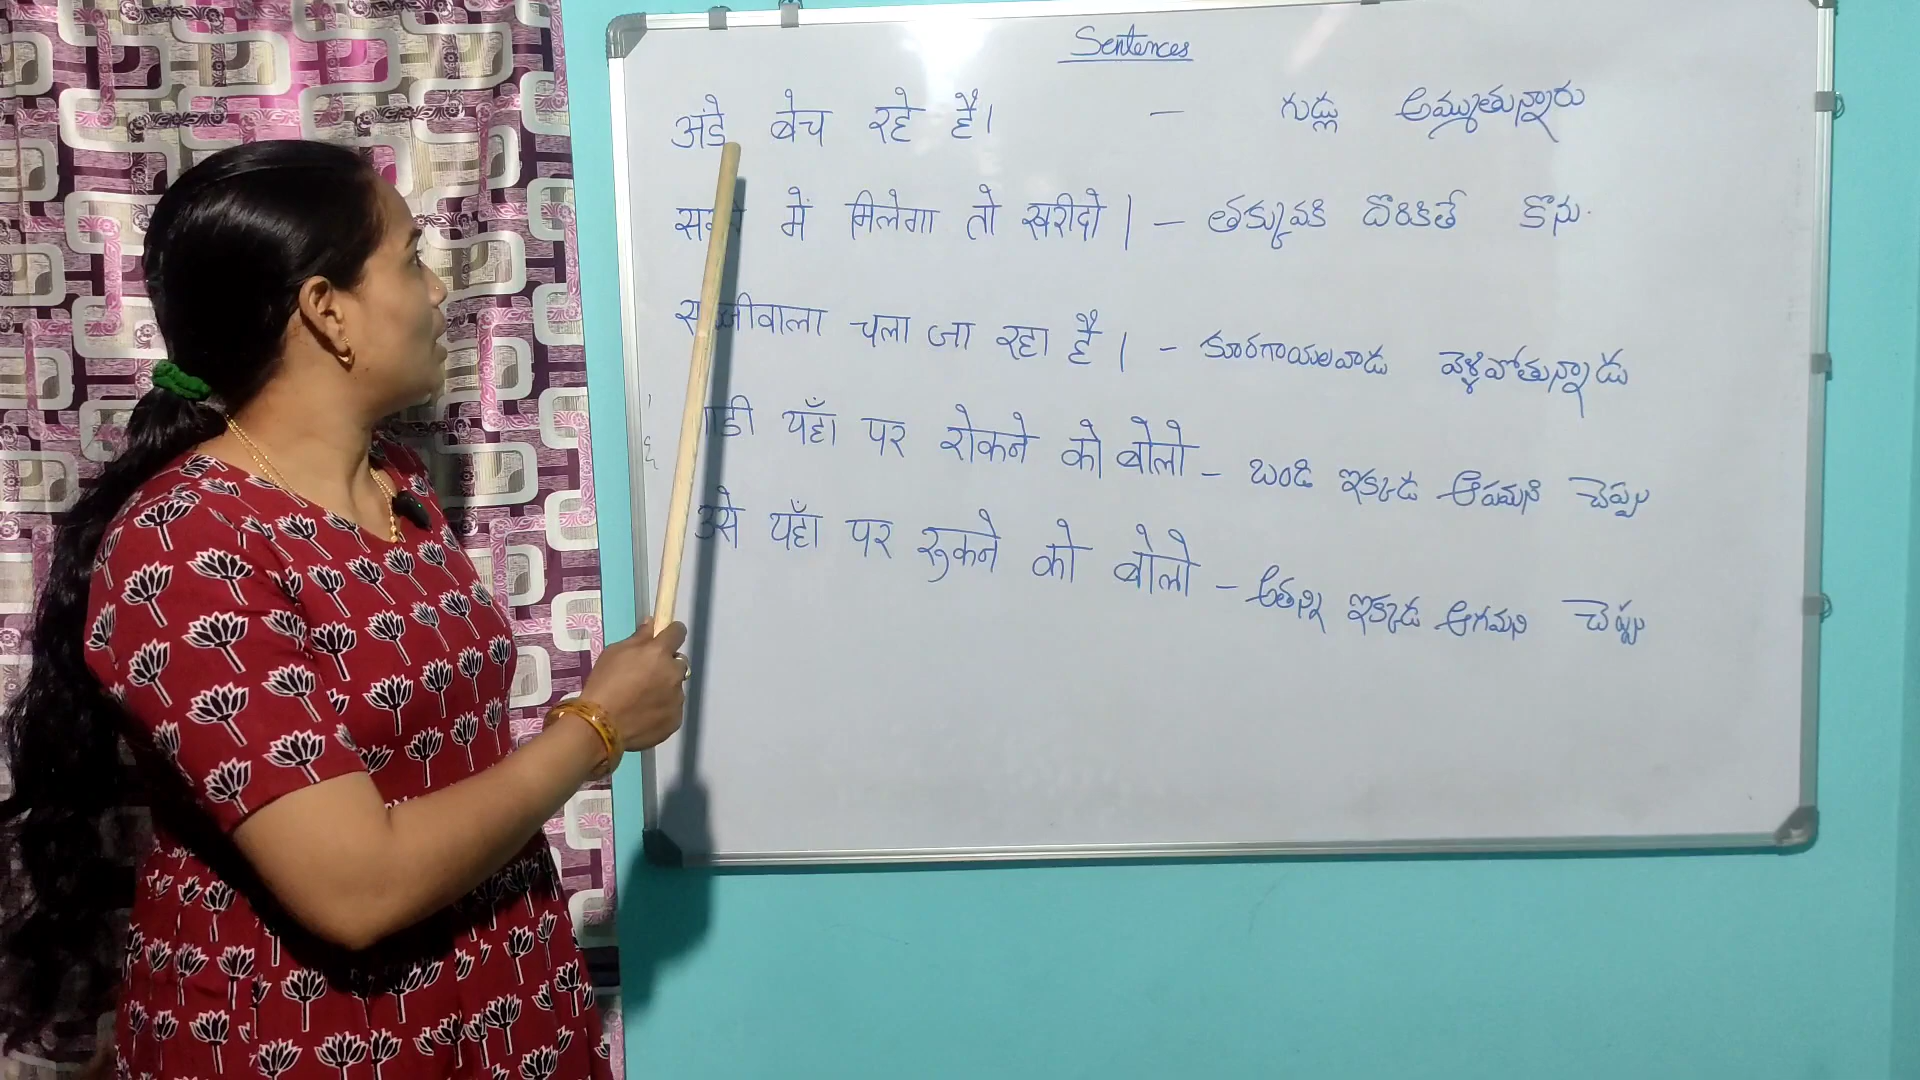 Sentences
अंडे बेच रहे है। — గుడ్లు అమ్ముతున్నారు
में मिलेगा तो खरीदो। - తక్కువకి దొరికితే కొను.
चला जा रहा है। - కూరగాయలవాడు వెళ్ళిపోతున్నాడు
यहाँ पर रोकने को बोलो - బండి ఇక్కడ ఆపమని చెప్పు
उसे यहाँ पर रुकने को बोलो - అతన్ని ఇక్కడ ఆగమని చెప్పు